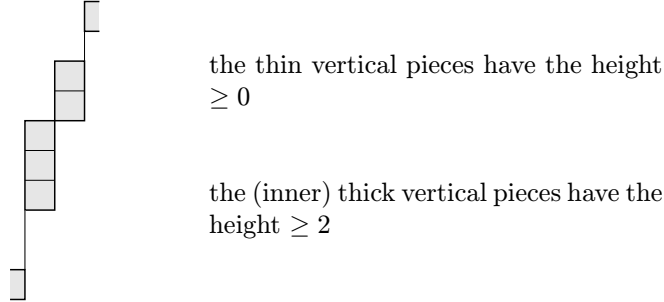 the thin vertical pieces have the height
≥ 0
the (inner) thick vertical pieces have the
height ≥ 2